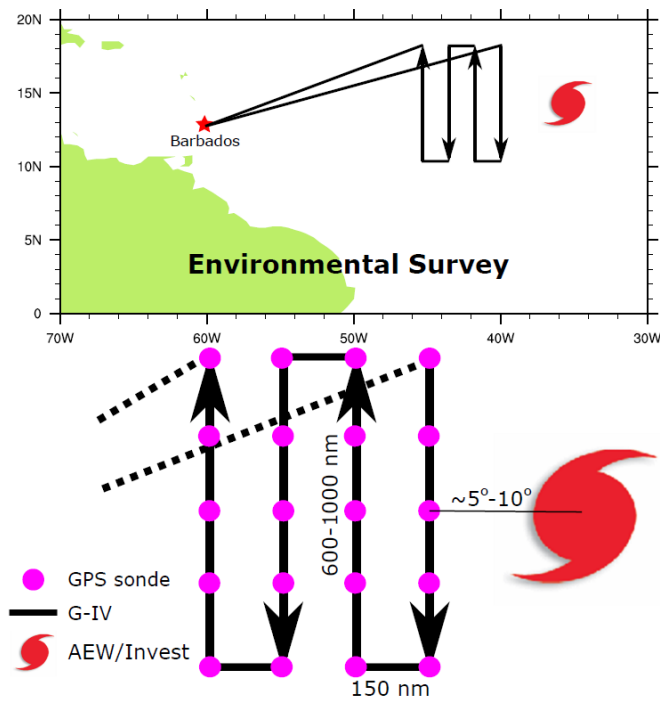 20N
15N
10N
5N
0
Barbados
Environmental Survey
70W
60W
50W
40W
30W
600-1000 nm
~5°-10°
GPS sonde
G-IV
AEW/Invest
150 nm